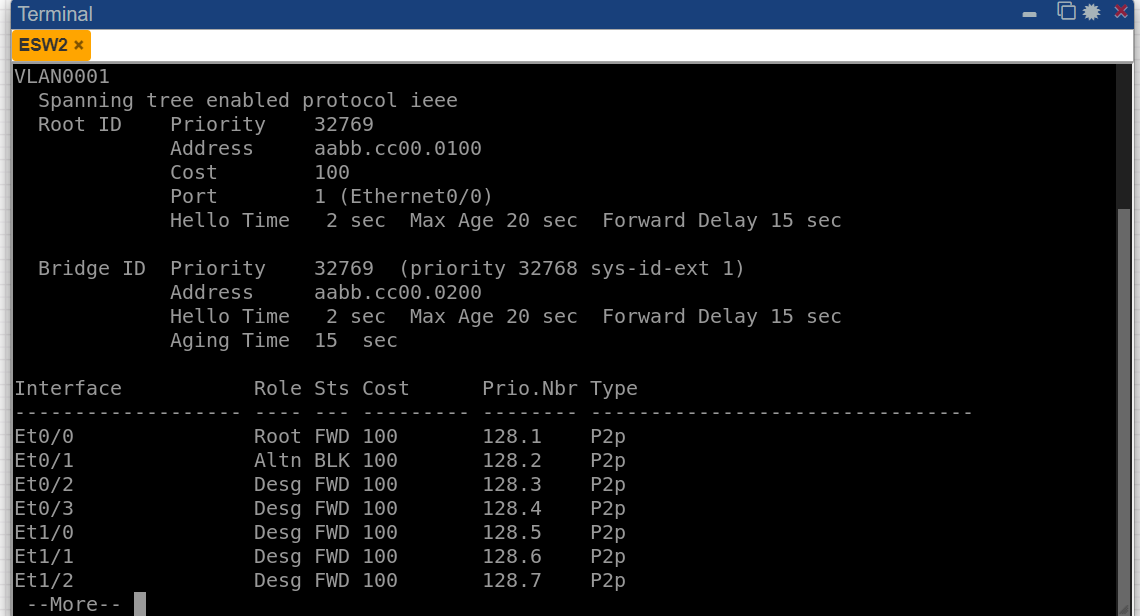 Terminal
ESW2 ×
VLAN0001
  Spanning tree enabled protocol ieee
  Root ID    Priority    32769
             Address     aabb.cc00.0100
             Cost        100
             Port        1 (Ethernet0/0)
             Hello Time   2 sec  Max Age 20 sec  Forward Delay 15 sec

  Bridge ID  Priority    32769  (priority 32768 sys-id-ext 1)
             Address     aabb.cc00.0200
             Hello Time   2 sec  Max Age 20 sec  Forward Delay 15 sec
             Aging Time  15  sec

Interface           Role Sts Cost      Prio.Nbr Type
------------------- ---- --- --------- -------- --------------------------------
Et0/0               Root FWD 100       128.1    P2p
Et0/1               Altn BLK 100       128.2    P2p
Et0/2               Desg FWD 100       128.3    P2p
Et0/3               Desg FWD 100       128.4    P2p
Et1/0               Desg FWD 100       128.5    P2p
Et1/1               Desg FWD 100       128.6    P2p
Et1/2               Desg FWD 100       128.7    P2p
 --More--